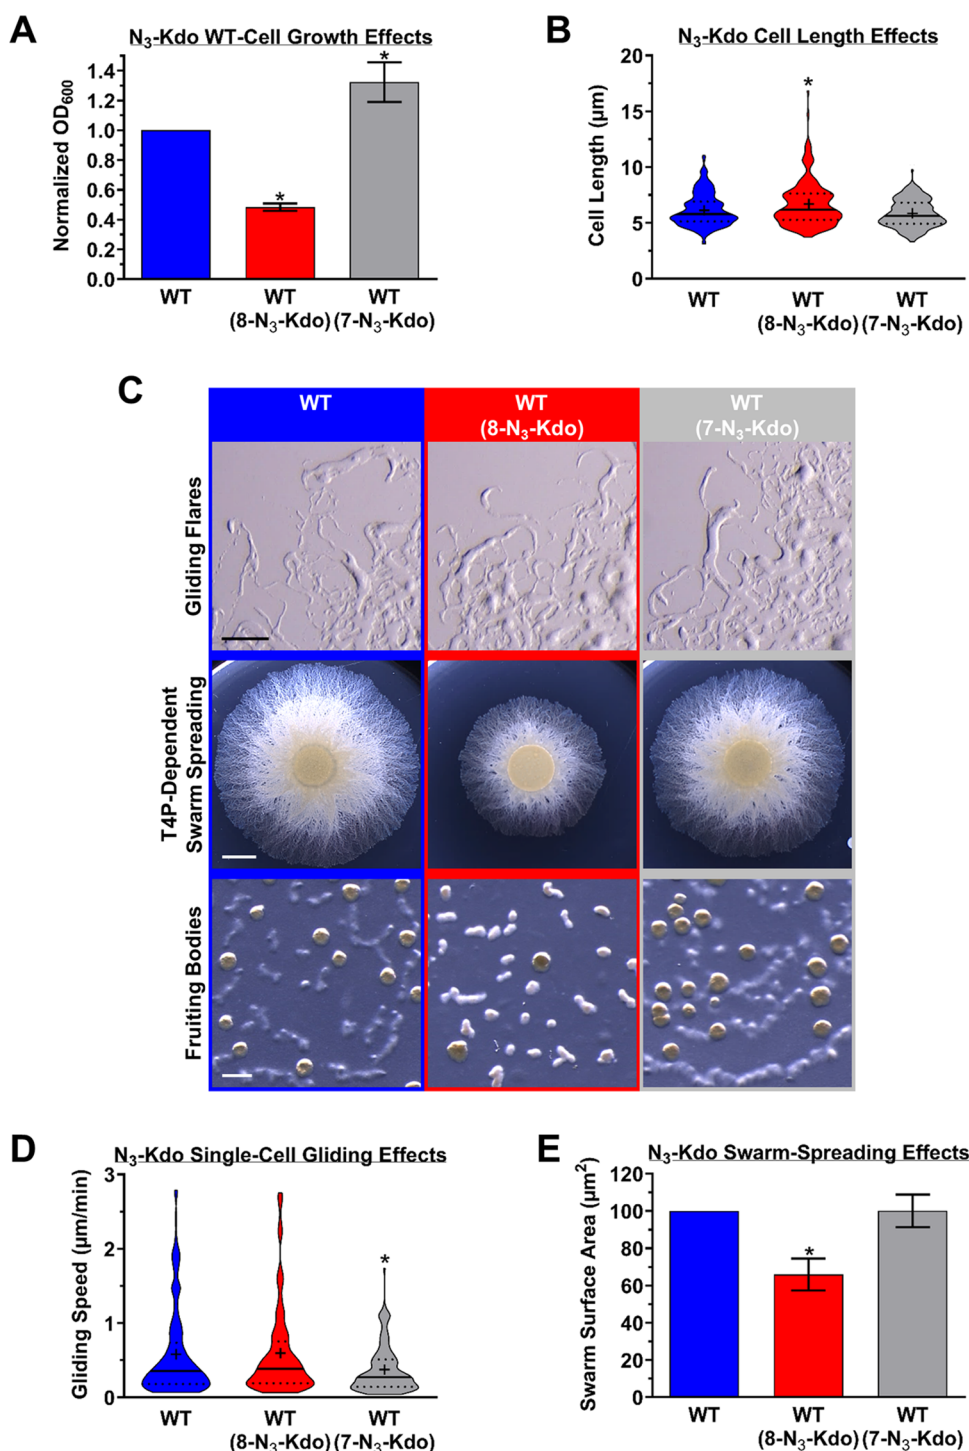 A
N₃-Kdo WT-Cell Growth Effects
Normalized OD₆₀₀
1.4
1.2
1.0
0.8
0.6
0.4
0.2
0.0
*
*
WT
WT
(8-N₃-Kdo)
WT
(7-N₃-Kdo)
B
N₃-Kdo Cell Length Effects
Cell Length (µm)
20
15
10
5
0
*
WT
WT
(8-N₃-Kdo)
WT
(7-N₃-Kdo)
C
WT
WT
(8-N₃-Kdo)
WT
(7-N₃-Kdo)
Gliding Flares
T4P-Dependent
Swarm Spreading
Fruiting Bodies
D
N₃-Kdo Single-Cell Gliding Effects
Gliding Speed (µm/min)
3
2
1
0
*
WT
WT
(8-N₃-Kdo)
WT
(7-N₃-Kdo)
E
N₃-Kdo Swarm-Spreading Effects
Swarm Surface Area (µm²)
120
100
80
60
40
20
0
*
WT
WT
(8-N₃-Kdo)
WT
(7-N₃-Kdo)